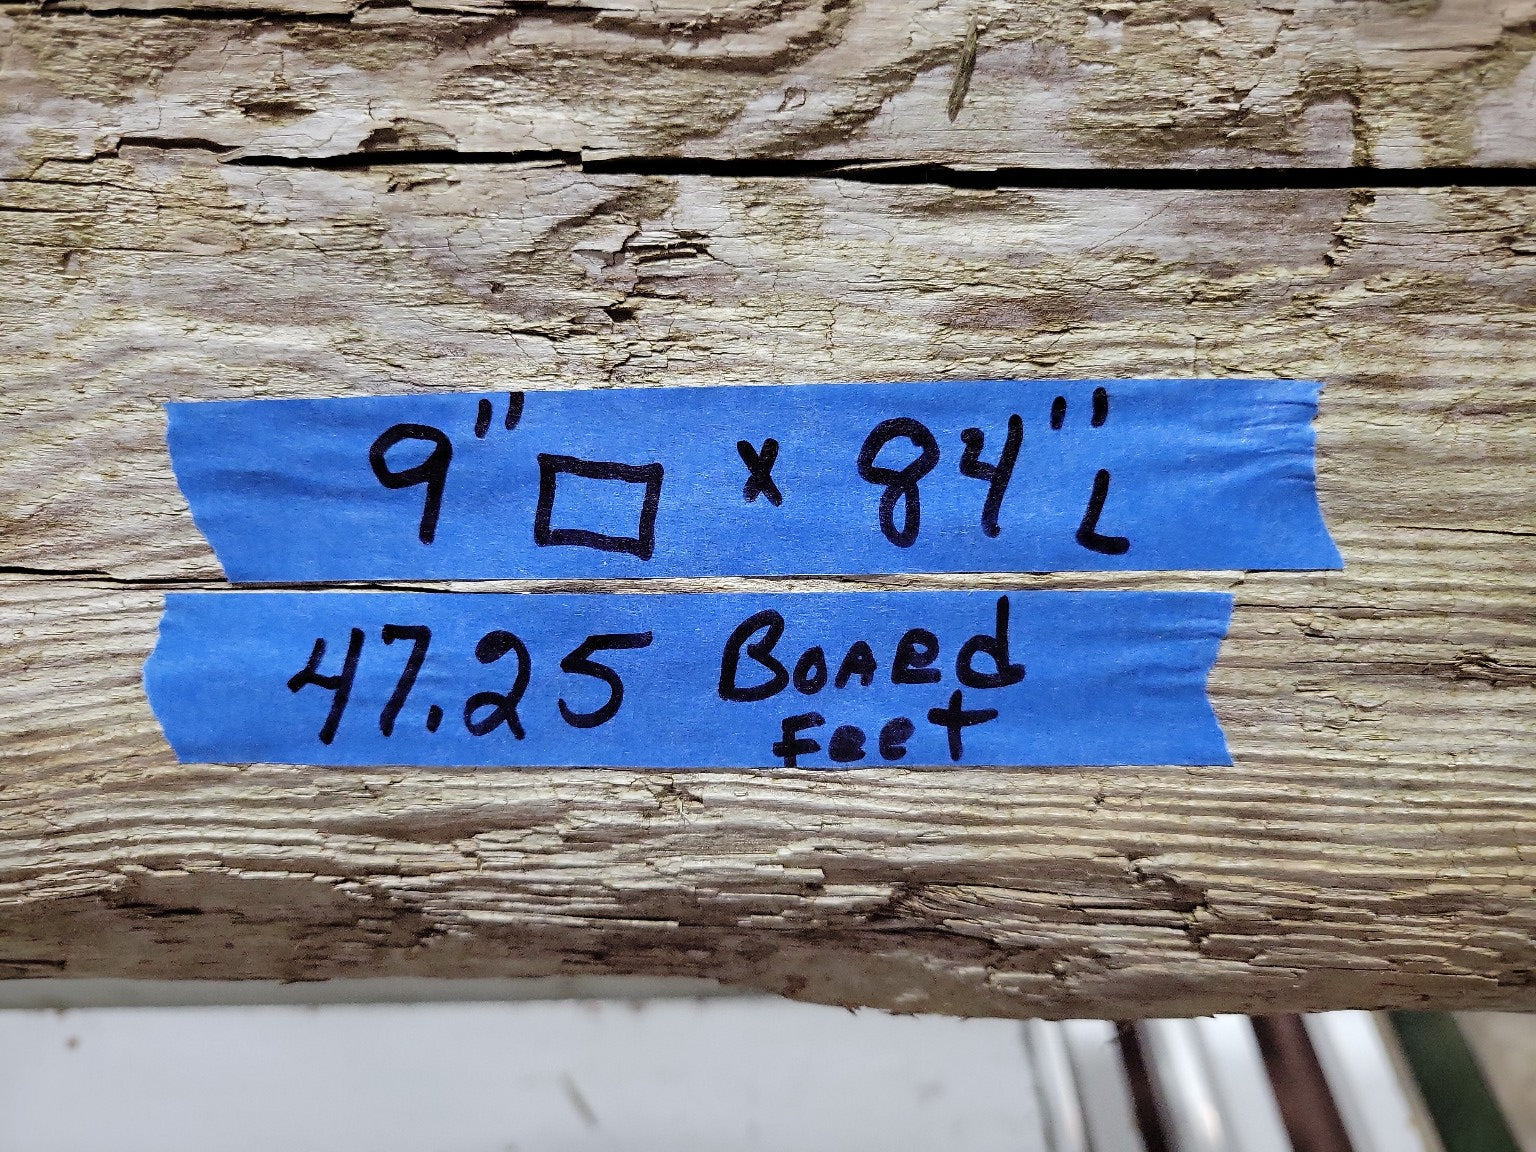 9" □ x 84" L
47.25 Board
feet